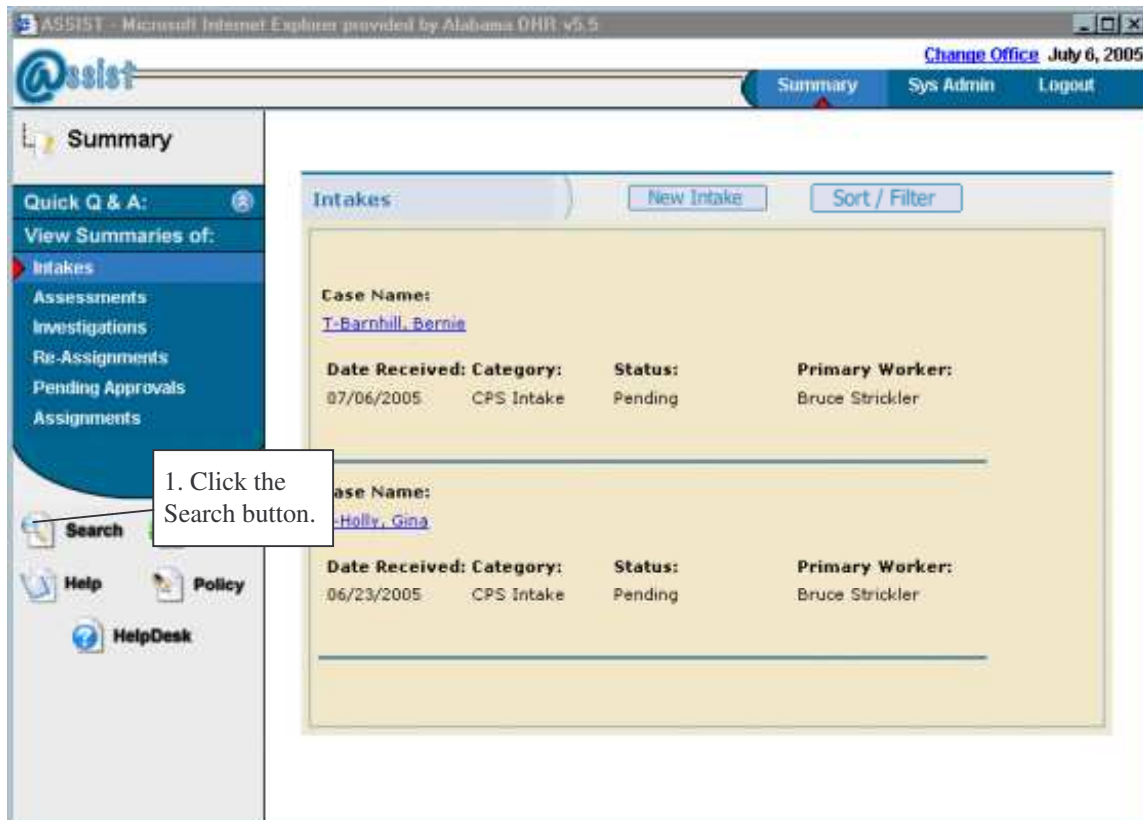 ASSIST - Microsoft Internet Explorer provided by Alabama DHR v5.5
Change Office July 6, 2005
@ssist
Summary Sys Admin Logout
Summary
Quick Q & A:
View Summaries of:
Intakes
Assessments
Investigations
Re-Assignments
Pending Approvals
Assignments
1. Click the
Search button.
Search
Help Policy
HelpDesk
Intakes New Intake Sort / Filter
Case Name:
T-Barnhill, Bernie
Date Received: Category: Status: Primary Worker:
07/06/2005 CPS Intake Pending Bruce Strickler
ase Name:
-Holly, Gina
Date Received: Category: Status: Primary Worker:
06/23/2005 CPS Intake Pending Bruce Strickler